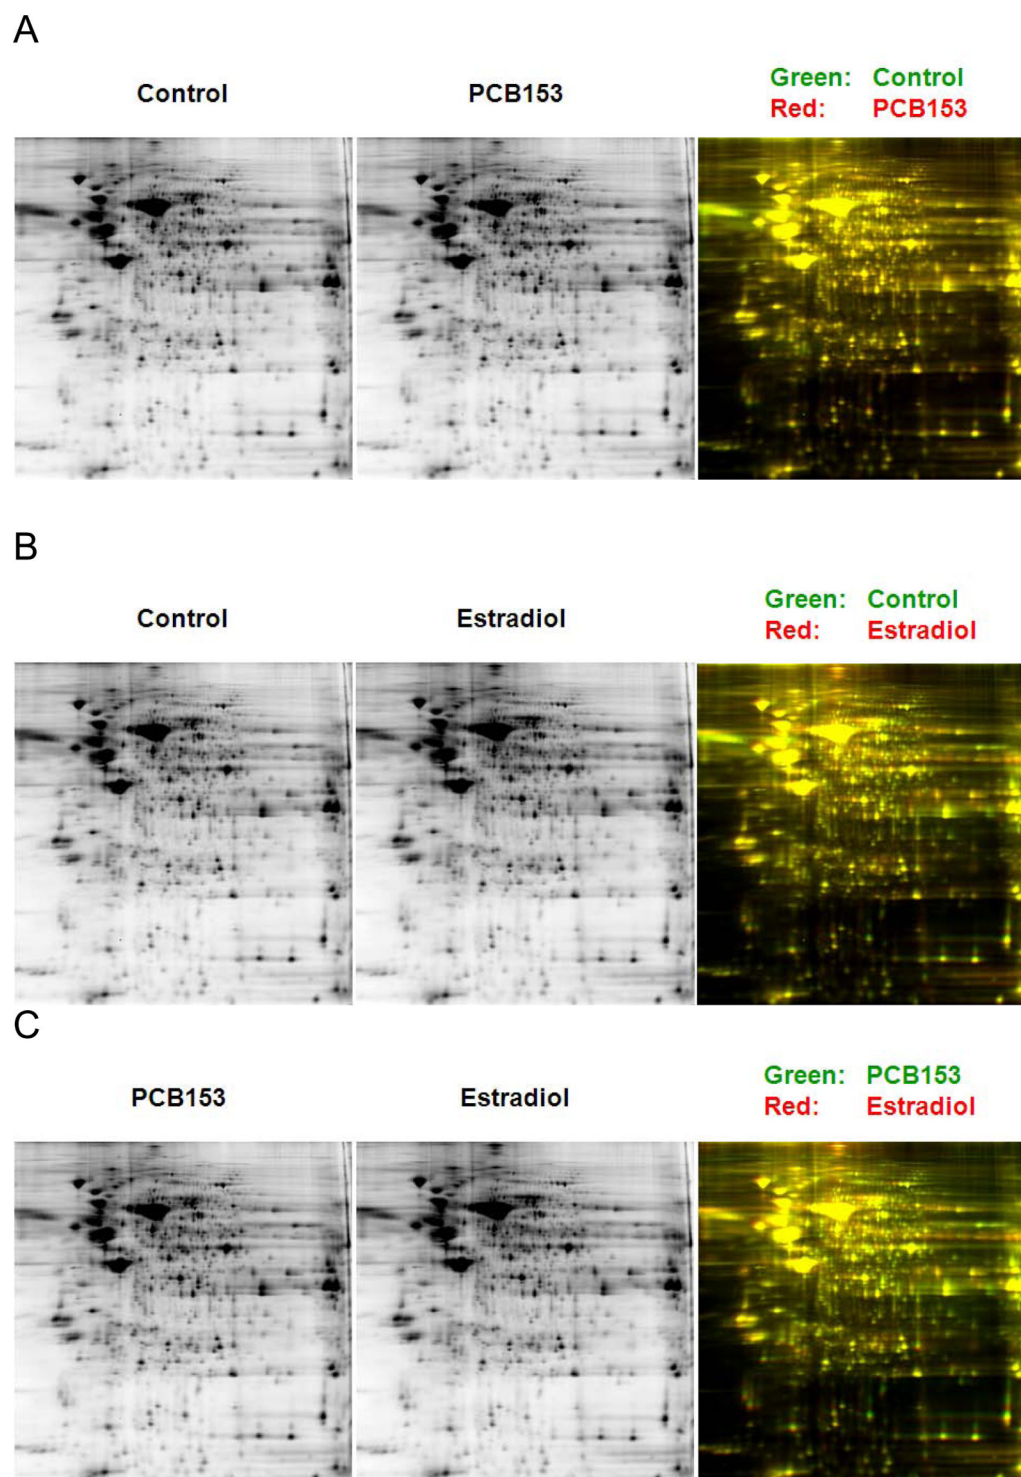 A
Control
PCB153
Green: Control
Red: PCB153
B
Control
Estradiol
Green: Control
Red: Estradiol
C
PCB153
Estradiol
Green: PCB153
Red: Estradiol